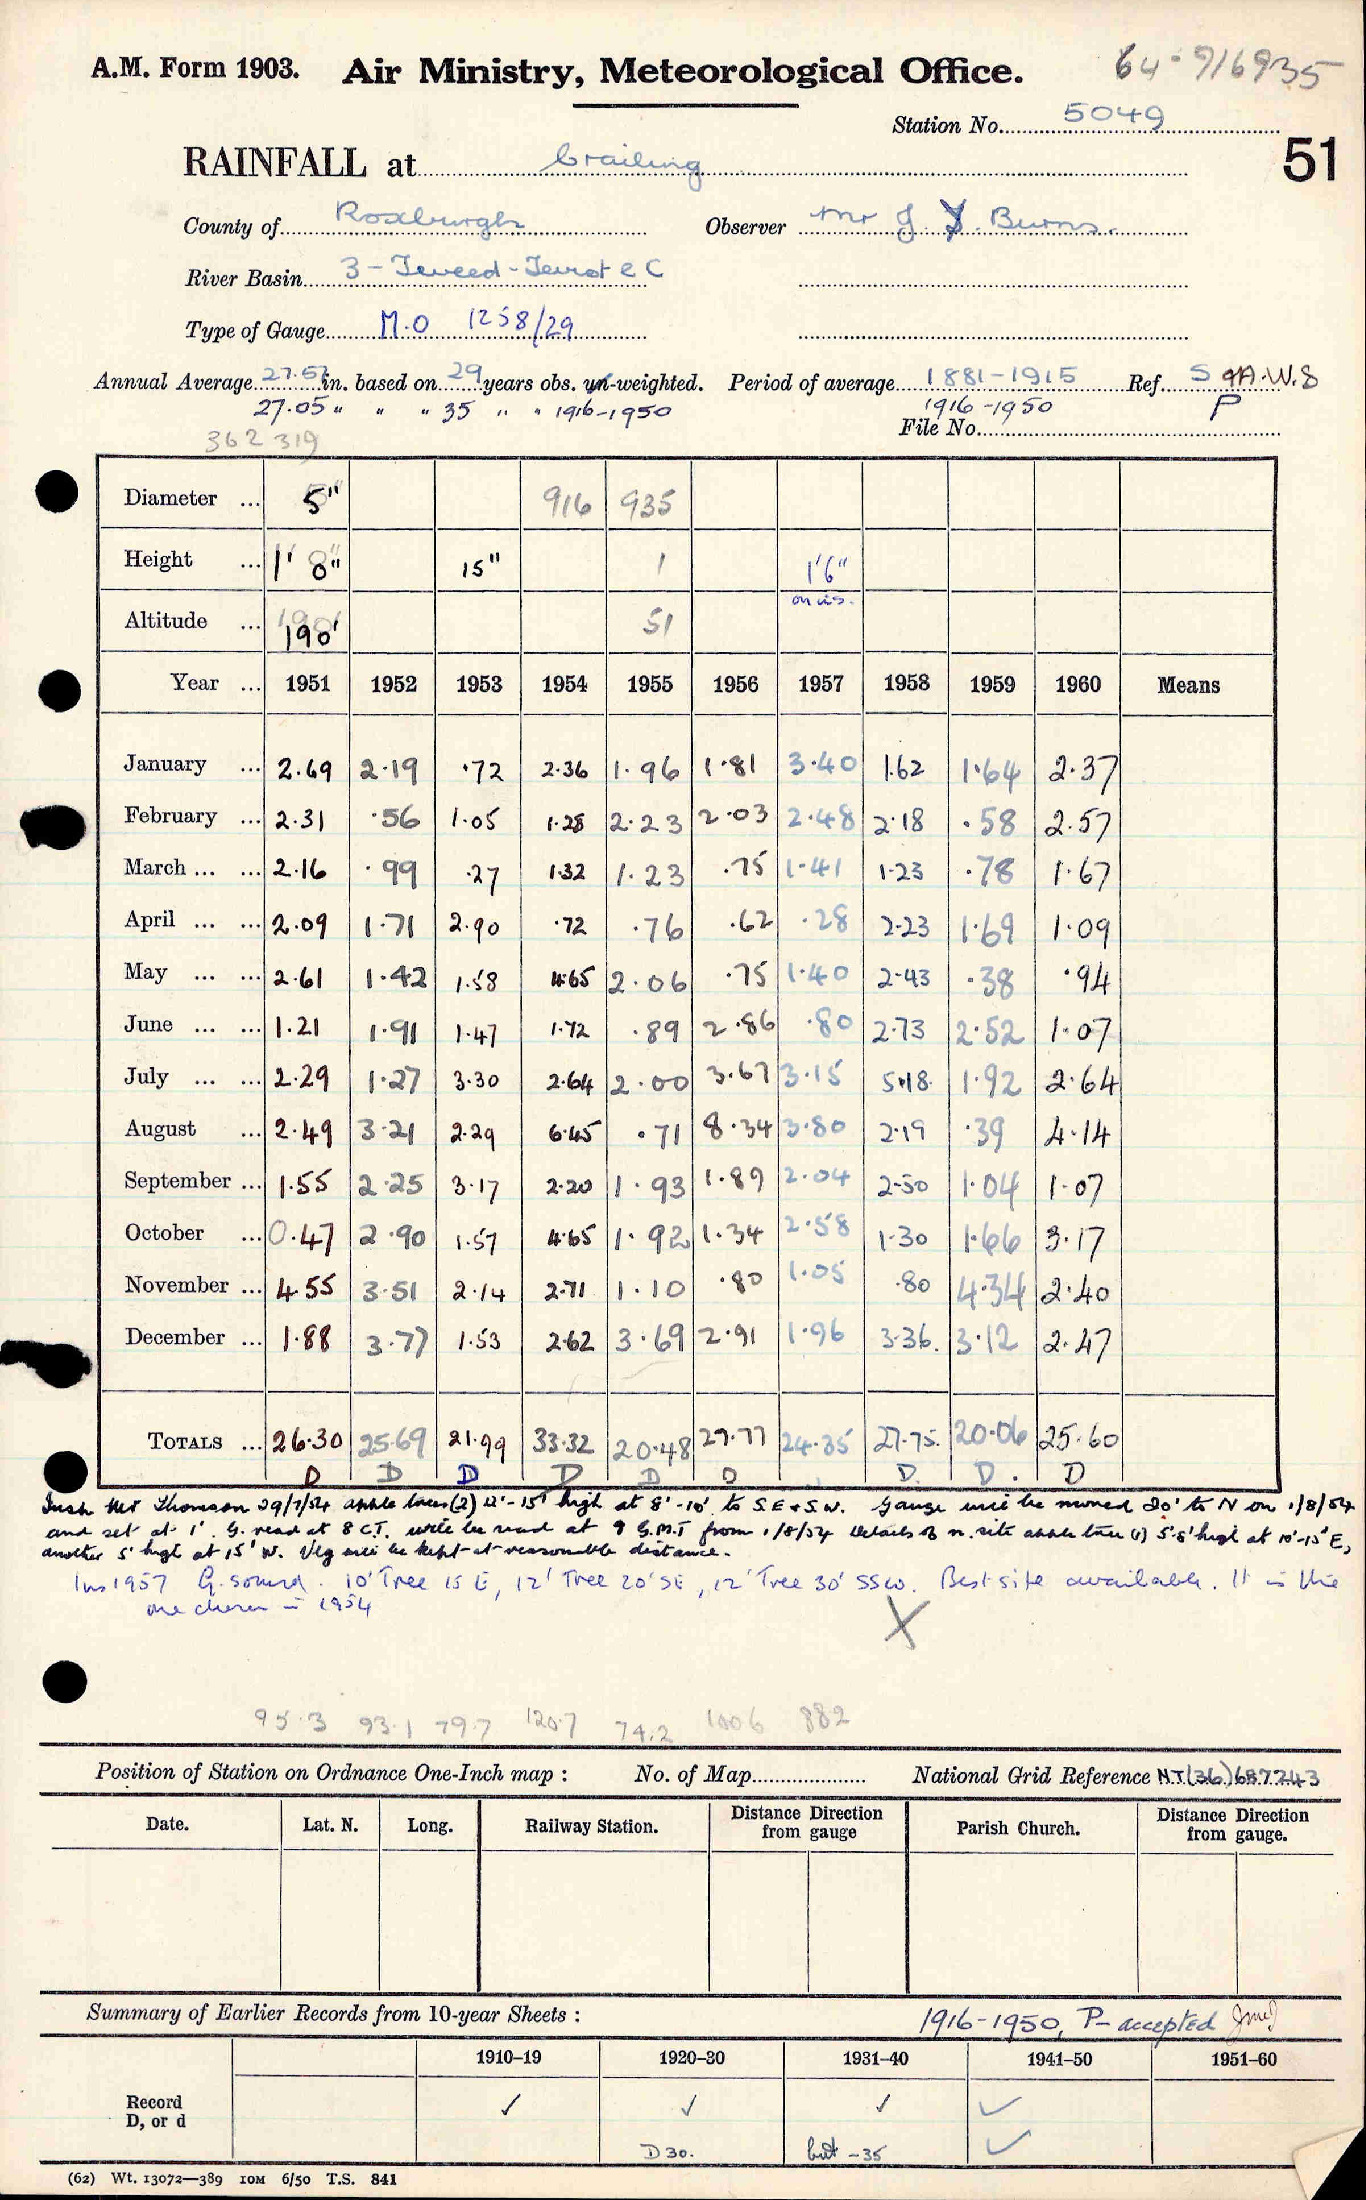 A.M. Form 1903. Air Ministry, Meteorological Office. 64-916935
Station No. 5049
RAINFALL at Crailing 51
County of Roxburgh Observer Mr J. Burns.
River Basin 3 - Tweed - Teviot & C
Type of Gauge M.O 1258/29
Annual Average 27.57 in. based on 29 years obs. un-weighted. Period of average 1881-1915 Ref. S A.W.S
27.05 " " " 35 " " 1916-1950 1916-1950 P
File No.
362 319
Diameter ... 5" 916 935
Height ... 1' 8" 15" 1 1'6"
on ins.
Altitude ... 190' 51
Year ... 1951 1952 1953 1954 1955 1956 1957 1958 1959 1960 Means
January ... 2.69 2.19 .72 2.36 1.96 1.81 3.40 1.62 1.64 2.37
February ... 2.31 .56 1.05 1.28 2.23 2.03 2.48 2.18 .58 2.57
March ... ... 2.16 .99 .27 1.32 1.23 .75 1.41 1.23 .78 1.67
April ... ... 2.09 1.71 2.90 .72 .76 .62 .28 2.23 1.69 1.09
May ... ... 2.61 1.42 1.58 4.65 2.06 .75 1.40 2.43 .38 .94
June ... ... 1.21 1.91 1.47 1.72 .89 2.86 .80 2.73 2.52 1.07
July ... ... 2.29 1.27 3.30 2.64 2.00 3.67 3.15 5.18 1.92 2.64
August ... 2.49 3.21 2.29 6.45 .71 8.34 3.80 2.19 .39 4.14
September ... 1.55 2.25 3.17 2.20 1.93 1.89 2.04 2.50 1.04 1.07
October ... 0.47 2.90 1.57 4.65 1.92 1.34 2.58 1.30 1.66 3.17
November ... 4.55 3.51 2.14 2.71 1.10 .80 1.05 .80 4.34 2.40
December ... 1.88 3.77 1.53 2.62 3.69 2.91 1.96 3.36. 3.12 2.47
TOTALS ... 26.30 25.69 21.99 33.32 20.48 27.77 24.35 27.75. 20.06 25.60
D D D D D D D. D. D
Insp. Mr Thomson 29/7/54 apple trees (2) 12'-15' high at 8'-10' to S.E & S.W. Gauge will be moved 20' to N on 1/8/54
and set at 1'. G. read at 8 C.T. will be read at 9 G.M.T from 1/8/54 Details of n. site apple tree (1) 5'-8' high at 10'-15' E,
another 5' high at 15' W. Veg will be kept at reasonable distance.
Ins 1957 G. sound. 10' Tree 15 E, 12' Tree 20' SE, 12' Tree 30' SSW. Best site available. It is the
one chosen in 1954
X
95.3 93.1 79.7 120.7 74.2 100.6 882
Position of Station on Ordnance One-Inch map : No. of Map National Grid Reference NT(36)687243
Date. Lat. N. Long. Railway Station. Distance Direction from gauge Parish Church. Distance Direction from gauge.
Summary of Earlier Records from 10-year Sheets : 1916-1950, P- accepted
1910-19 1920-30 1931-40 1941-50 1951-60
Record ✓ ✓ ✓ ✓
D, or d D 30. but -35 ✓
(62) Wt. 13072—389 10M 6/50 T.S. 841